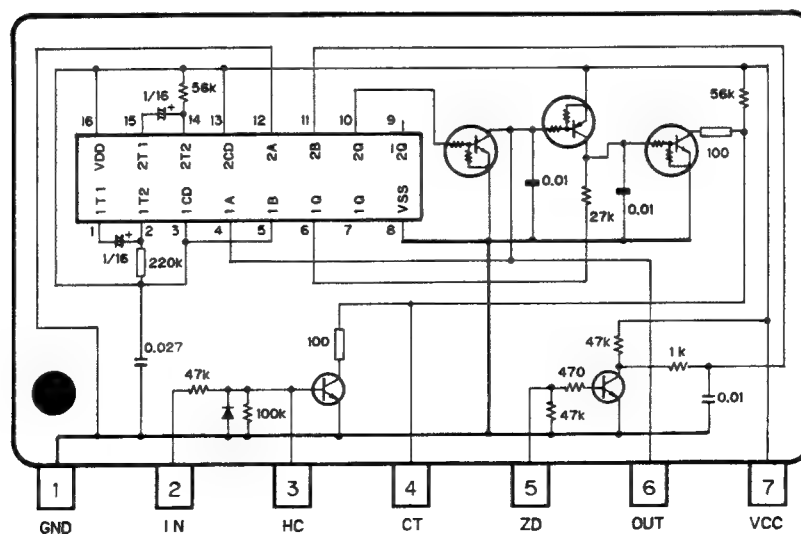 56k
1/16 +
56k
16 15 14 13 12 11 10 9
VDD 2T1 2T2 2CD 2A 2B 2Q 2Q
100
1T1 1T2 1CD 1A 1B 1Q 1Q VSS
0.01
0.01
27k
1 2 3 4 5 6 7 8
+
1/16
220k
0.027
100
47k
1k
47k
470
100k
47k
0.01
1 2 3 4 5 6 7
GND IN HC CT ZD OUT VCC